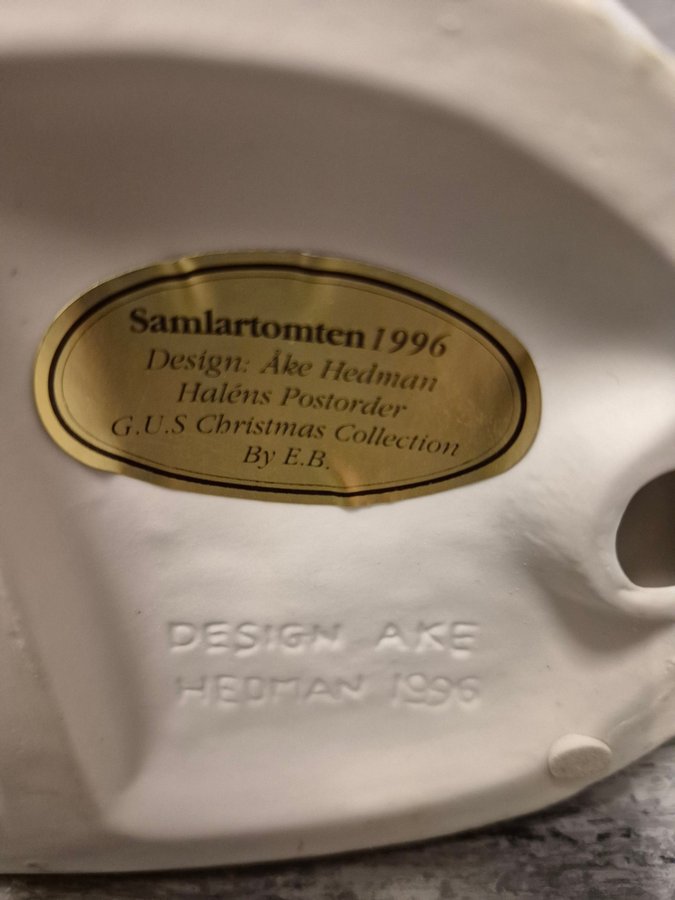 Samlartomten 1996
Design: Åke Hedman
Haléns Postorder
G.U.S Christmas Collection
By E.B.
DESIGN AKE
HEDMAN 1996